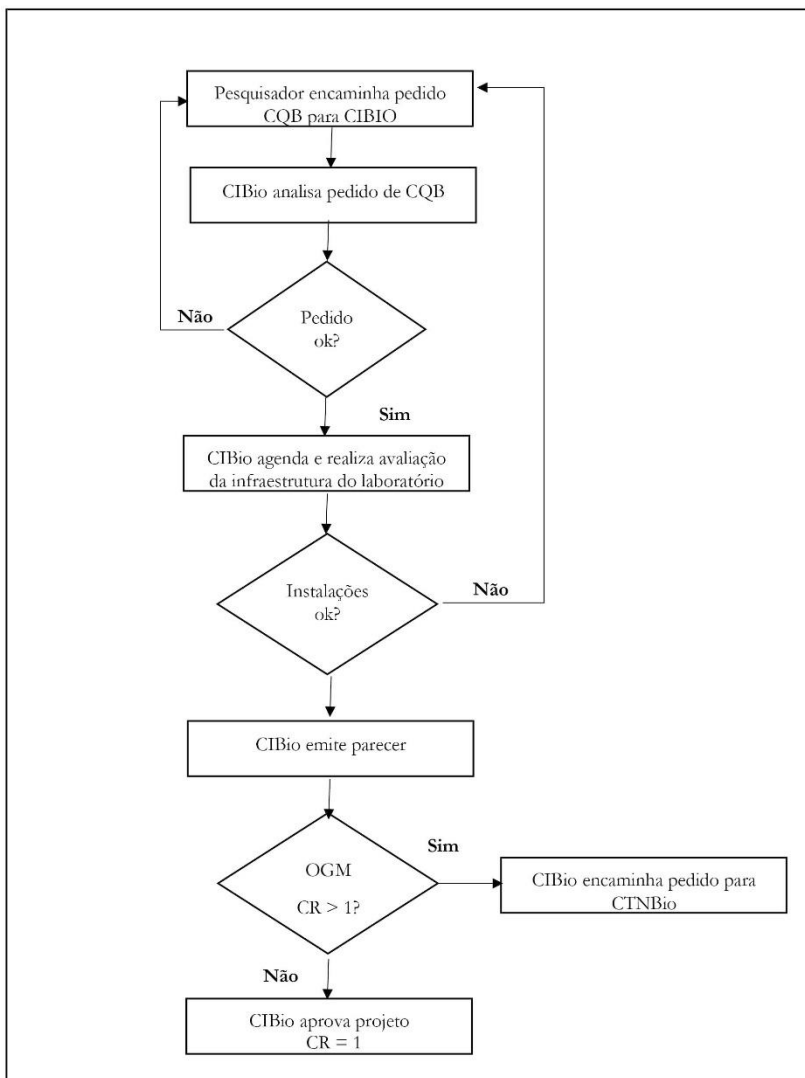 Pesquisador encaminha pedido
CQB para CIBIO
CIBio analisa pedido de CQB
Não
Pedido
ok?
Sim
CIBio agenda e realiza avaliação
da infraestrutura do laboratório
Instalações
ok?
Não
CIBio emite parecer
OGM
CR > 1?
Sim
CIBio encaminha pedido para
CTNBio
Não
CIBio aprova projeto
CR = 1